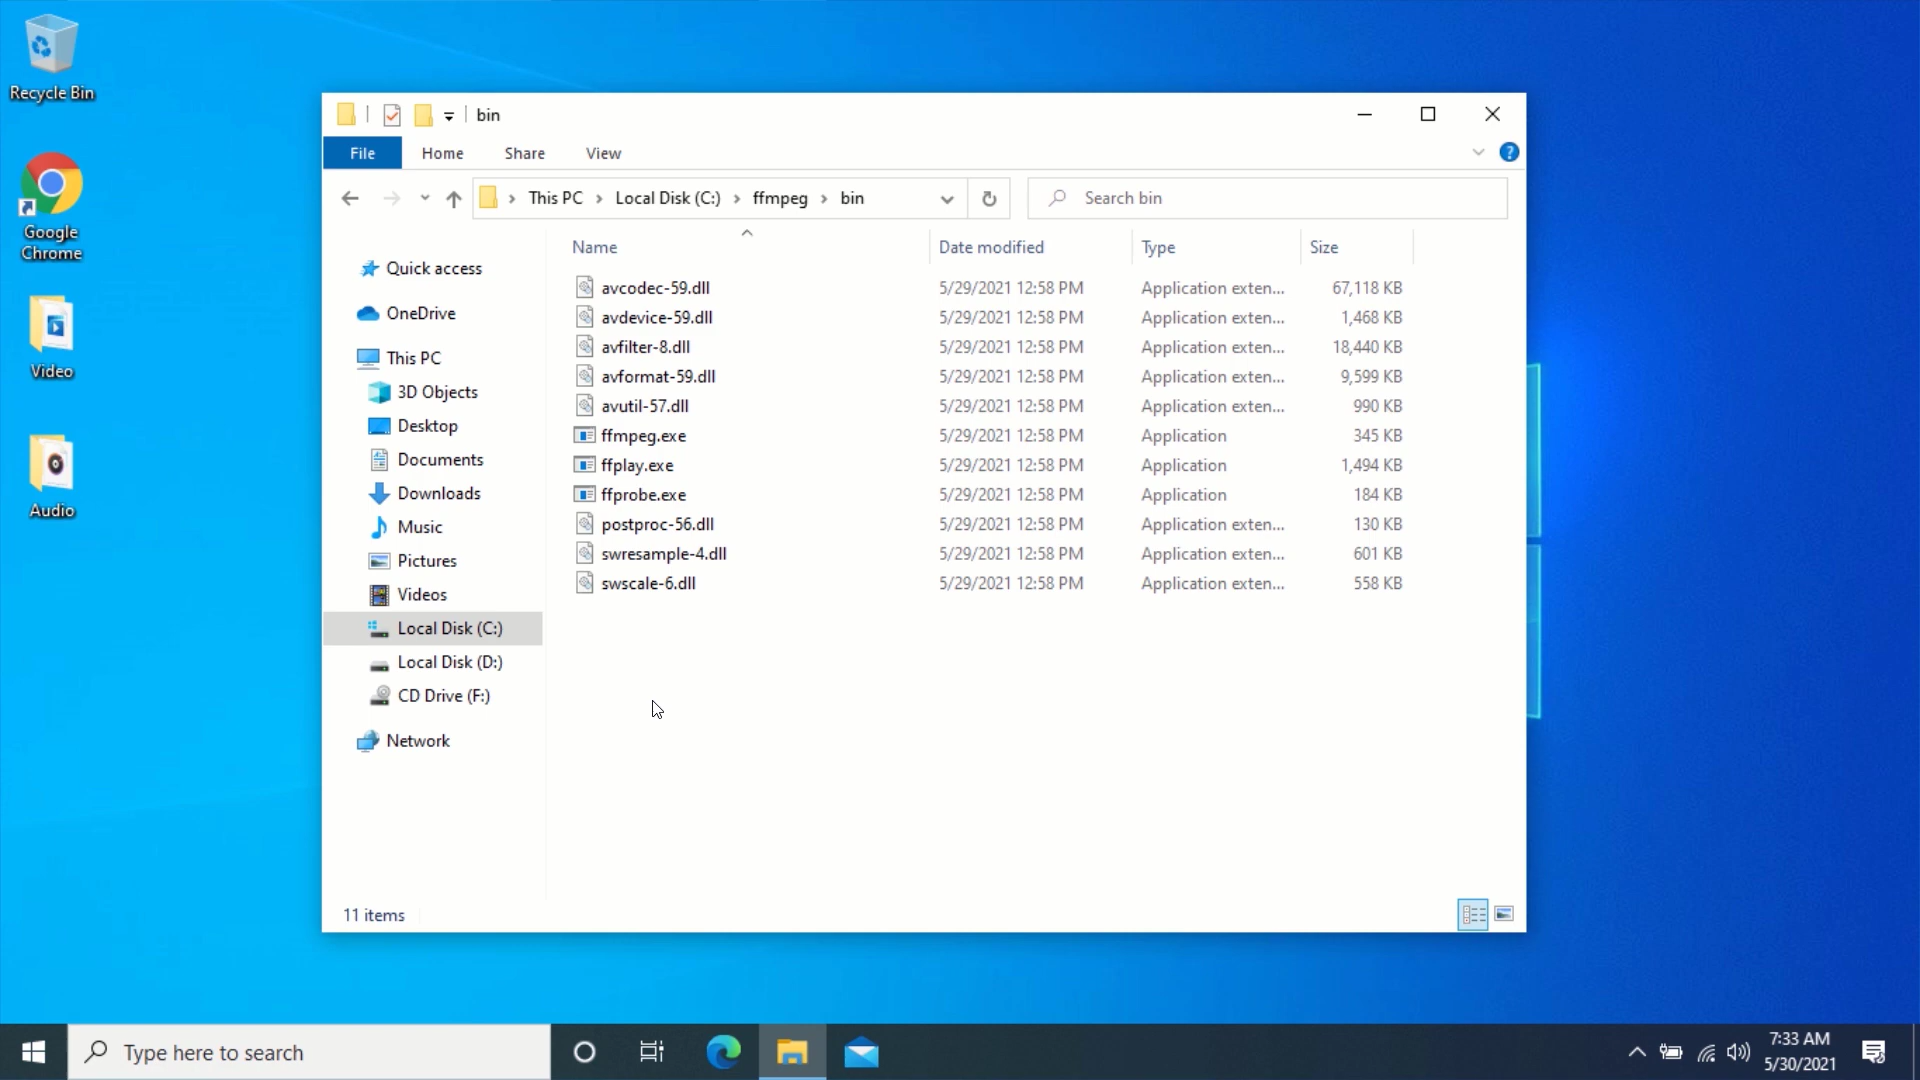 Recycle Bin
Google
Chrome
Video
Audio
bin
File Home Share View
This PC Local Disk (C:) ffmpeg bin
Search bin
Quick access
OneDrive
This PC
3D Objects
Desktop
Documents
Downloads
Music
Pictures
Videos
Local Disk (C:)
Local Disk (D:)
CD Drive (F:)
Network
Name Date modified Type Size
avcodec-59.dll 5/29/2021 12:58 PM Application exten... 67,118 KB
avdevice-59.dll 5/29/2021 12:58 PM Application exten... 1,468 KB
avfilter-8.dll 5/29/2021 12:58 PM Application exten... 18,440 KB
avformat-59.dll 5/29/2021 12:58 PM Application exten... 9,599 KB
avutil-57.dll 5/29/2021 12:58 PM Application exten... 990 KB
ffmpeg.exe 5/29/2021 12:58 PM Application 345 KB
ffplay.exe 5/29/2021 12:58 PM Application 1,494 KB
ffprobe.exe 5/29/2021 12:58 PM Application 184 KB
postproc-56.dll 5/29/2021 12:58 PM Application exten... 130 KB
swresample-4.dll 5/29/2021 12:58 PM Application exten... 601 KB
swscale-6.dll 5/29/2021 12:58 PM Application exten... 558 KB
11 items
Type here to search
7:33 AM
5/30/2021